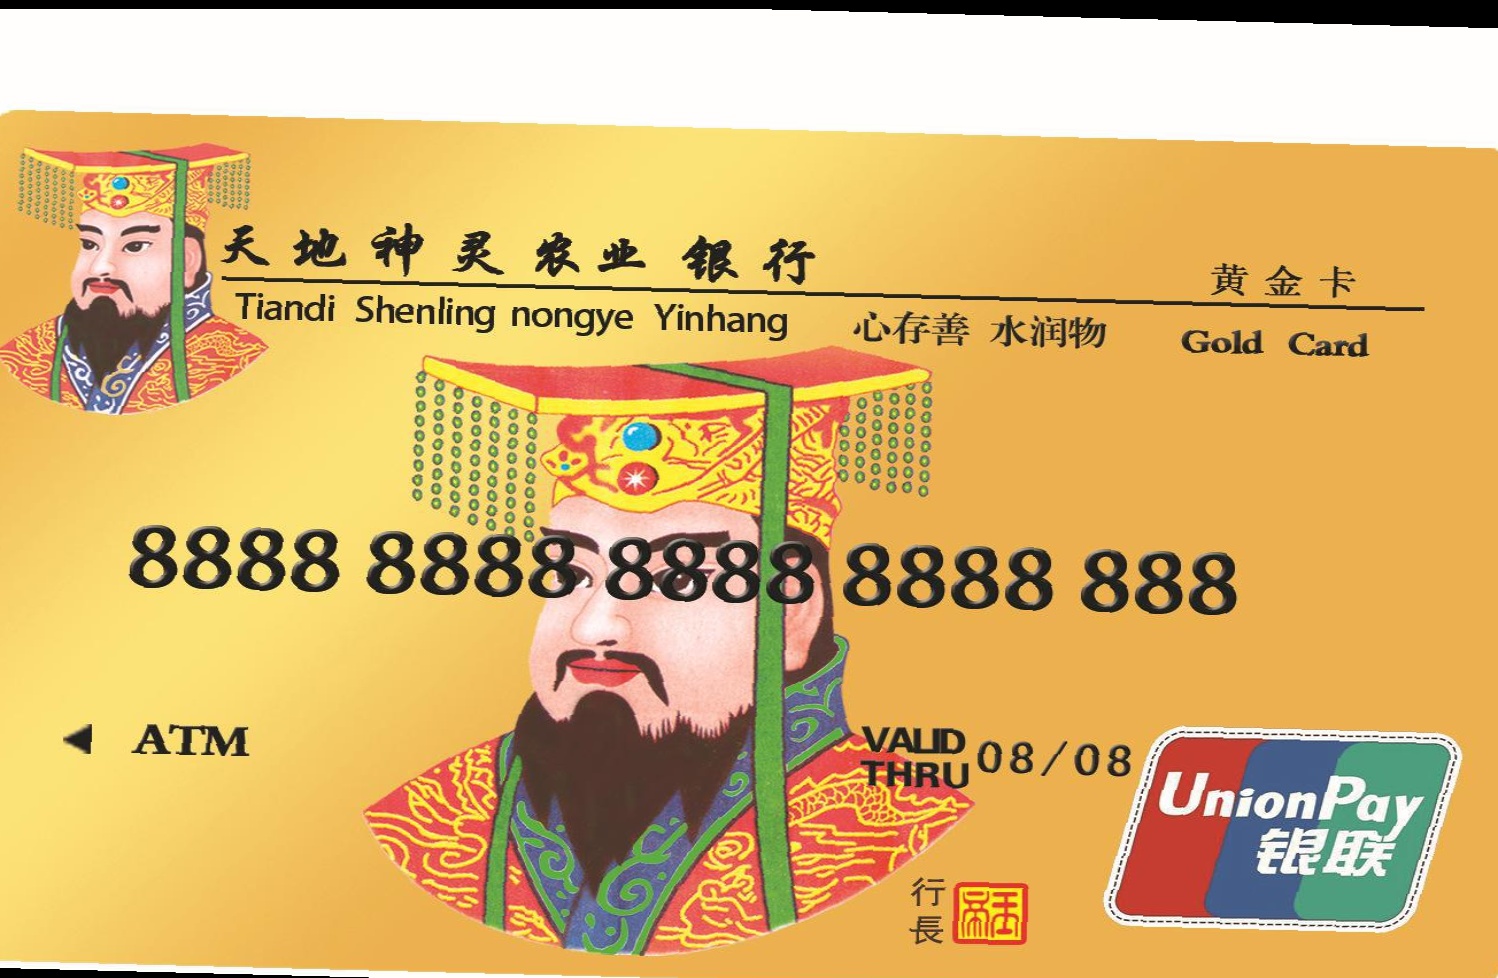 天地神灵农业银行
黄金卡
Tiandi Shenling nongye Yinhang
心存善 水润物
Gold Card
8888 8888 8888 8888 888
ATM
VALID
THRU
08/08
UnionPay
银联
行
長